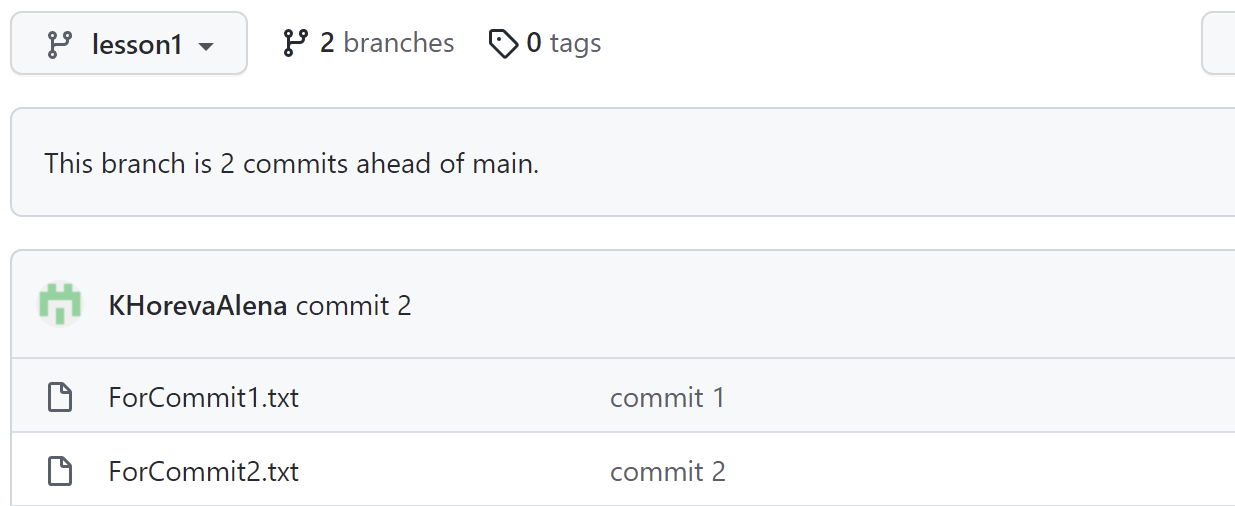 lesson1 2 branches 0 tags
This branch is 2 commits ahead of main.
KHorevaAlena commit 2
ForCommit1.txt commit 1
ForCommit2.txt commit 2